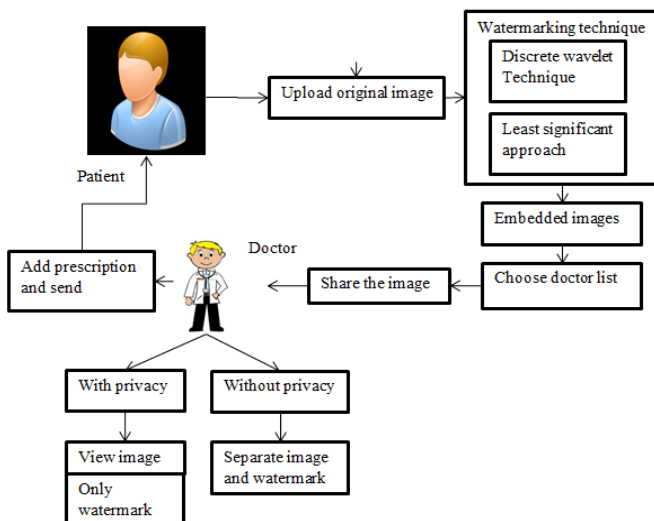 Watermarking technique
Discrete wavelet
Technique
Upload original image
Least significant
approach
Patient
Embedded images
Doctor
Add prescription
and send
Share the image
Choose doctor list
With privacy
Without privacy
View image
Separate image
and watermark
Only
watermark